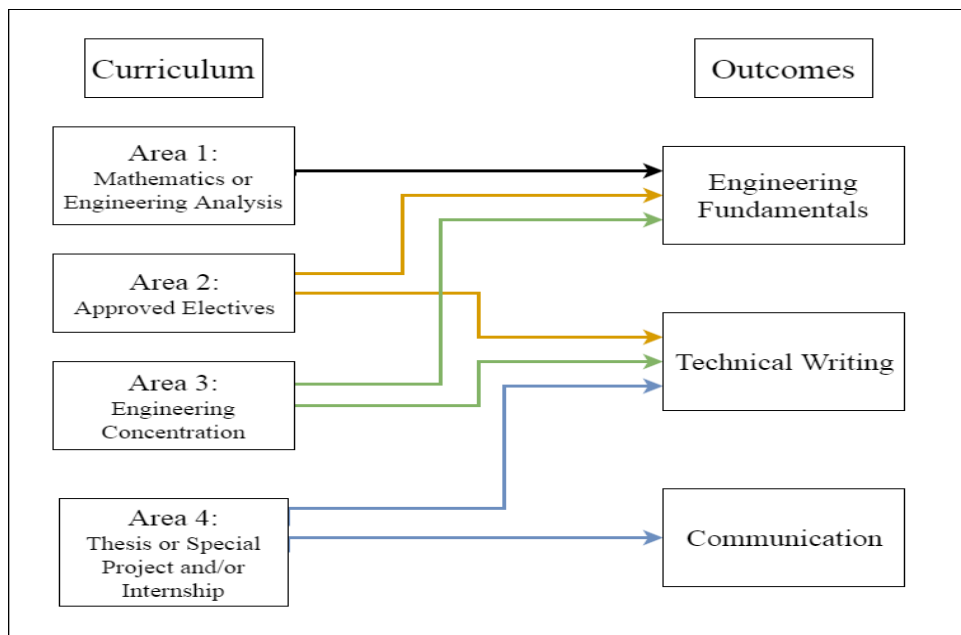 Curriculum
Outcomes
Area 1:
Mathematics or
Engineering Analysis
Engineering
Fundamentals
Area 2:
Approved Electives
Technical Writing
Area 3:
Engineering
Concentration
Area 4:
Thesis or Special
Project and/or
Internship
Communication